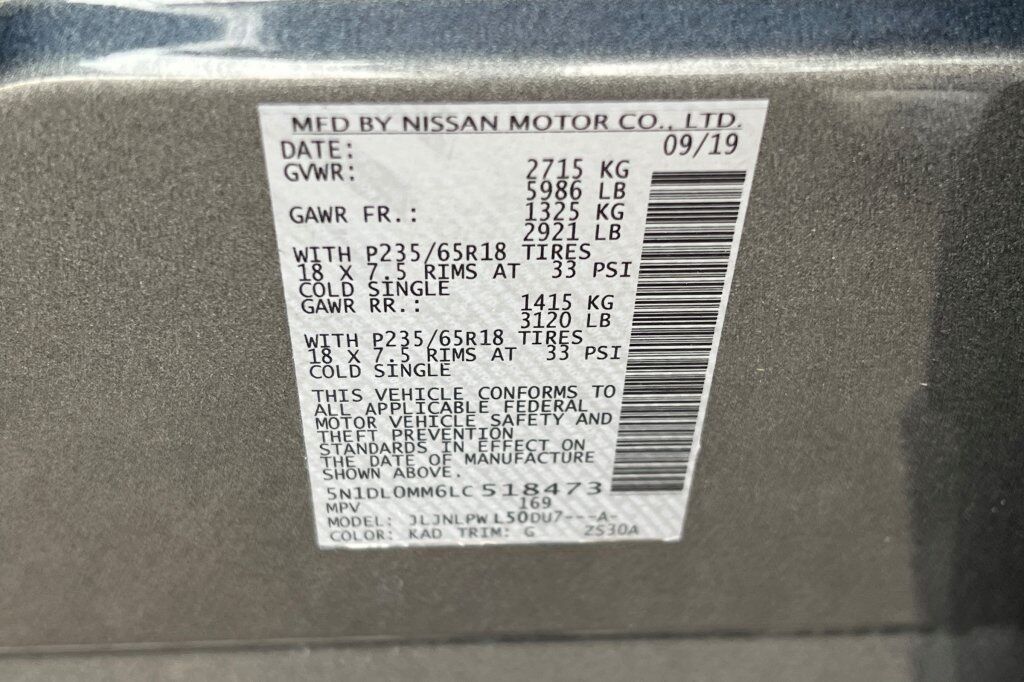 MFD BY NISSAN MOTOR CO., LTD.
DATE: 09/19
GVWR: 2715 KG
5986 LB
GAWR FR.: 1325 KG
2921 LB
WITH P235/65R18 TIRES
18 X 7.5 RIMS AT 33 PSI
COLD SINGLE
GAWR RR.: 1415 KG
3120 LB
WITH P235/65R18 TIRES
18 X 7.5 RIMS AT 33 PSI
COLD SINGLE
THIS VEHICLE CONFORMS TO
ALL APPLICABLE FEDERAL
MOTOR VEHICLE SAFETY AND
THEFT PREVENTION
STANDARDS IN EFFECT ON
THE DATE OF MANUFACTURE
SHOWN ABOVE.
5N1DL0MM6LC518473
MPV 169
MODEL: JLJNLPWL50DU7---A-
COLOR: KAD TRIM: G ZS30A